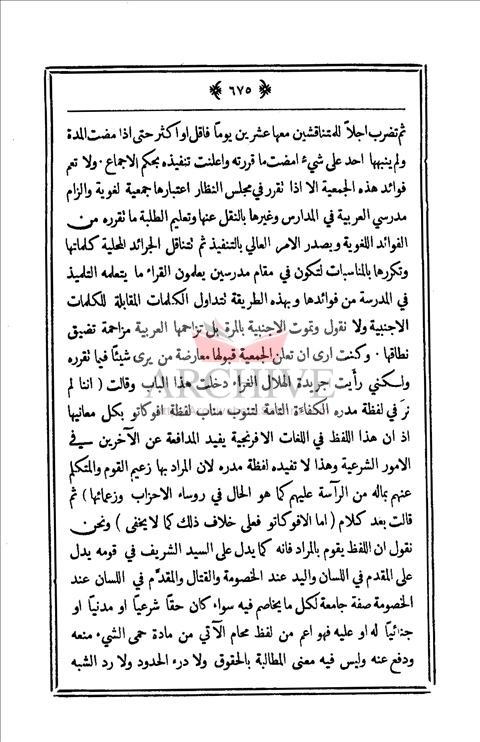 ٦٧٥
ثم تضرب اجلاً للمتناقشين معها عشرين يوماً فاقل او اكثر حتى اذا مضت المدة
ولم ينبهها احد على شيءً امضت ما قررته واعلنت تنفيذه بحكم الاجماع · ولا تعم
فوائد هذه الجمعية الا اذا تقرر في مجلس النظار اعتبارها جمعية لغوية والزام
مدرسي العربية في المدارس وغيرها بالنقل عنها وتعليم الطلبة ما تقرره من
الفوائد اللغوية وبصدر الامر العالي بالتنفيذ ثم تتناقل الجرائد المحلية كلماتها
وتكررها بالمناسبات لتكون في مقام مدرسين يعلمون القراء ما يتعلمه التلميذ
في المدرسة من فوائدها وبهذه الطريقة تتداول الكلمات المقابلة للكلمات
الاجنبية ولا نقول وتموت الاجنبية بالمرة بل تزاحمها العربية مزاحمة تضيق
نطاقها · وكنت ارى ان تعلن الجمعية قبولها معارضة من يرى شيئًا فيما تقرره
ولكني رأيت جريدة الهلال الغراء دخلت هذا الباب وقالت ( اننا لم
نرَ في لفظة مدره الكفاءة التامة لتنوب مناب لفظة افوكاتو بكل معانيها
اذ ان هذا اللفظ في اللغات الافرنجية يفيد المدافعة عن الآخرين في
الامور الشرعية وهذا لا تفيده لفظة مدره لان المراد بها زعيم القوم والمتكلم
عنهم بماله من الرآسة عليهم كما هو الحال في روساء الاحزاب وزعمائها ) ثم
قالت بعد كلام ( اما الافوكاتو فعلى خلاف ذلك كما لايخفى ) ونحن
نقول ان اللفظ يقوم بالمراد فانه كما يدل على السيد الشريف في قومه يدل
على المقدم في اللسان واليد عند الخصومة والقتال والمقدّم في اللسان عند
الخصومة صفة جامعة لكل ما يخاصم فيه سواء كان حقًا شرعيًا او مدنيًا او
جنائيًا له او عليه فهو اعم من لفظ محام الآتي من مادة حمى الشيء منعه
ودفع عنه وليس فيه معنى المطالبة بالحقوق ولا درء الحدود ولا رد الشبه
ARCHIVE